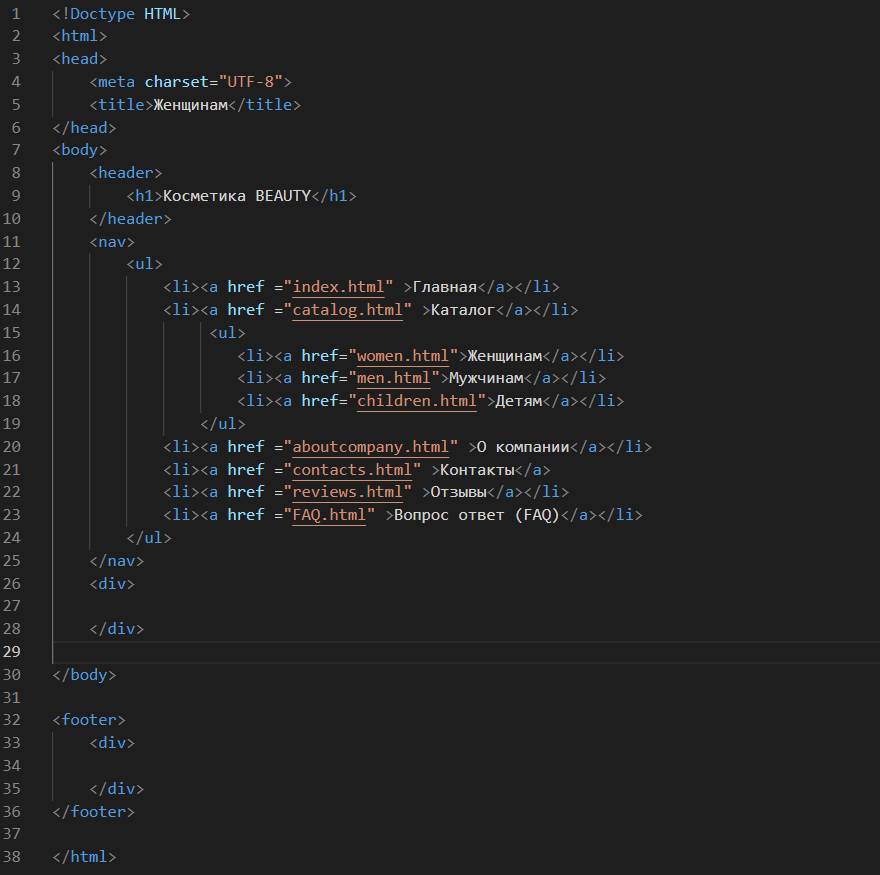 1 <!Doctype HTML>
2 <html>
3 <head>
4     <meta charset="UTF-8">
5     <title>Женщинам</title>
6 </head>
7 <body>
8     <header>
9         <h1>Косметика BEAUTY</h1>
10     </header>
11     <nav>
12         <ul>
13             <li><a href ="index.html" >Главная</a></li>
14             <li><a href ="catalog.html" >Каталог</a></li>
15                  <ul>
16                     <li><a href="women.html">Женщинам</a></li>
17                     <li><a href="men.html">Мужчинам</a></li>
18                     <li><a href="children.html">Детям</a></li>
19                 </ul>
20             <li><a href ="aboutcompany.html" >О компании</a></li>
21             <li><a href ="contacts.html" >Контакты</a>
22             <li><a href ="reviews.html" >Отзывы</a></li>
23             <li><a href ="FAQ.html" >Вопрос ответ (FAQ)</a></li>
24         </ul>
25     </nav>
26     <div>
27
28     </div>
29
30 </body>
31
32 <footer>
33     <div>
34
35     </div>
36 </footer>
37
38 </html>